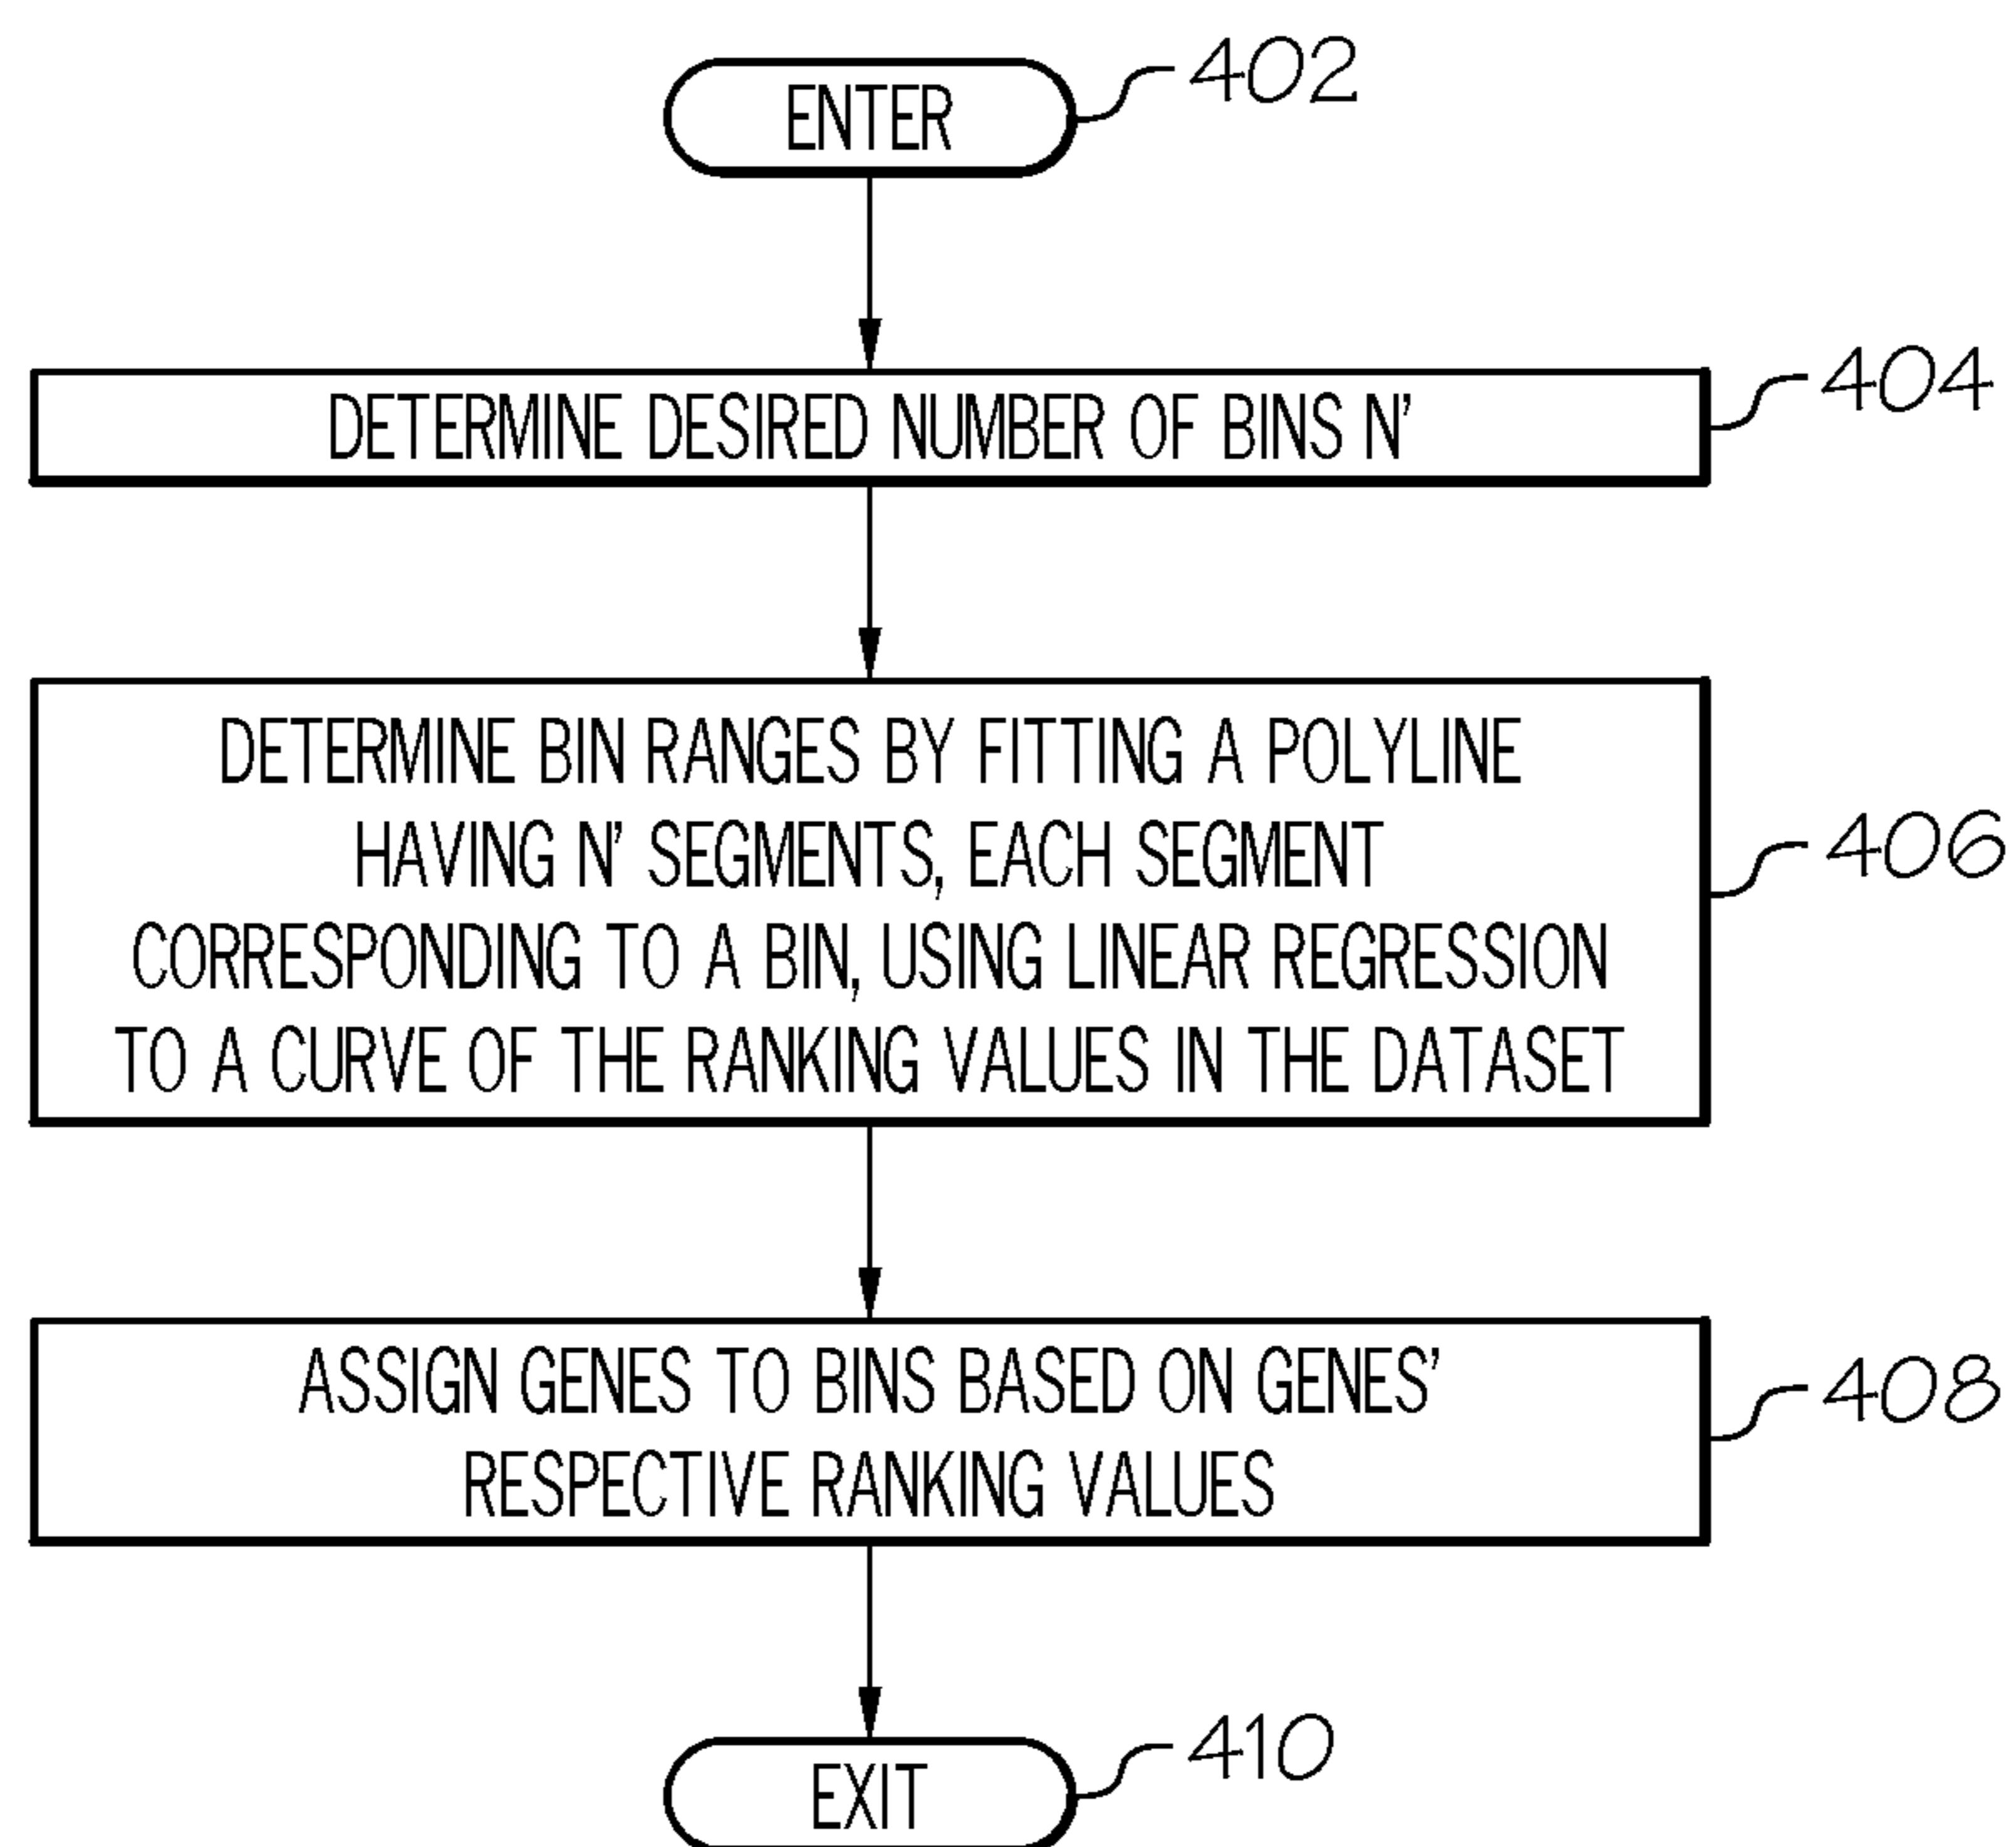 ENTER
402
DETERMINE DESIRED NUMBER OF BINS N'
404
DETERMINE BIN RANGES BY FITTING A POLYLINE
HAVING N' SEGMENTS, EACH SEGMENT
CORRESPONDING TO A BIN, USING LINEAR REGRESSION
TO A CURVE OF THE RANKING VALUES IN THE DATASET
406
ASSIGN GENES TO BINS BASED ON GENES'
RESPECTIVE RANKING VALUES
408
EXIT
410